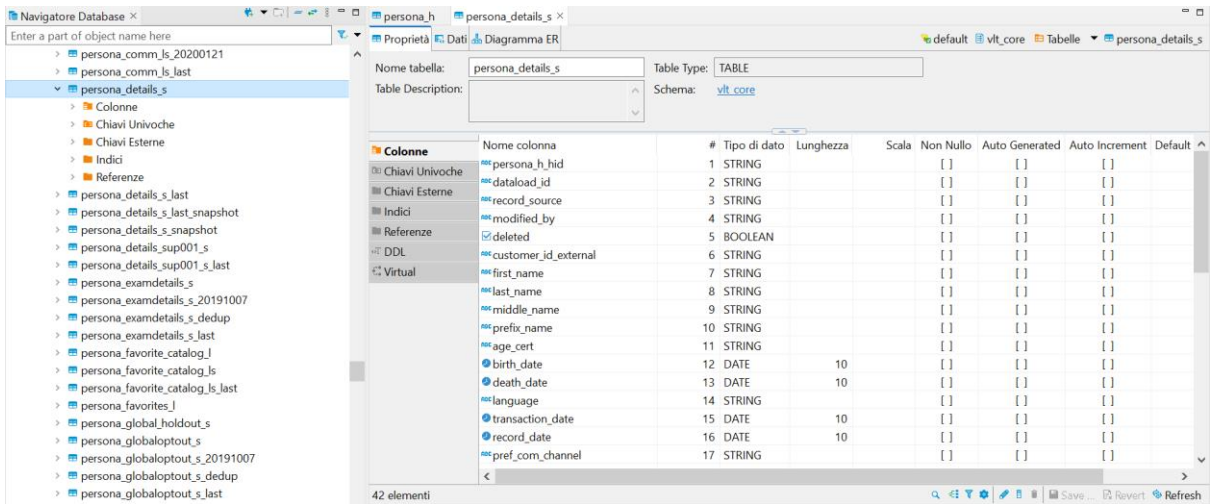 Navigatore Database
Enter a part of object name here
persona_comm_ls_20200121
persona_comm_ls_last
persona_details_s
Colonne
Chiavi Univoche
Chiavi Esterne
Indici
Referenze
persona_details_s_last
persona_details_s_last_snapshot
persona_details_s_snapshot
persona_details_sup001_s
persona_details_sup001_s_last
persona_examdetails_s
persona_examdetails_s_20191007
persona_examdetails_s_dedup
persona_examdetails_s_last
persona_favorite_catalog_l
persona_favorite_catalog_ls
persona_favorite_catalog_ls_last
persona_favorites_l
persona_global_holdout_s
persona_globaloptout_s
persona_globaloptout_s_20191007
persona_globaloptout_s_dedup
persona_globaloptout_s_last
persona_h persona_details_s
Proprietà Dati Diagramma ER default vlt_core Tabelle persona_details_s
Nome tabella: persona_details_s Table Type: TABLE
Table Description: Schema: vlt_core
Colonne
Chiavi Univoche
Chiavi Esterne
Indici
Referenze
DDL
Virtual
Nome colonna # Tipo di dato Lunghezza Scala Non Nullo Auto Generated Auto Increment Default
persona_h_hid 1 STRING [ ] [ ] [ ]
dataload_id 2 STRING [ ] [ ] [ ]
record_source 3 STRING [ ] [ ] [ ]
modified_by 4 STRING [ ] [ ] [ ]
deleted 5 BOOLEAN [ ] [ ] [ ]
customer_id_external 6 STRING [ ] [ ] [ ]
first_name 7 STRING [ ] [ ] [ ]
last_name 8 STRING [ ] [ ] [ ]
middle_name 9 STRING [ ] [ ] [ ]
prefix_name 10 STRING [ ] [ ] [ ]
age_cert 11 STRING [ ] [ ] [ ]
birth_date 12 DATE 10 [ ] [ ] [ ]
death_date 13 DATE 10 [ ] [ ] [ ]
language 14 STRING [ ] [ ] [ ]
transaction_date 15 DATE 10 [ ] [ ] [ ]
record_date 16 DATE 10 [ ] [ ] [ ]
pref_com_channel 17 STRING [ ] [ ] [ ]
42 elementi Save ... Revert Refresh